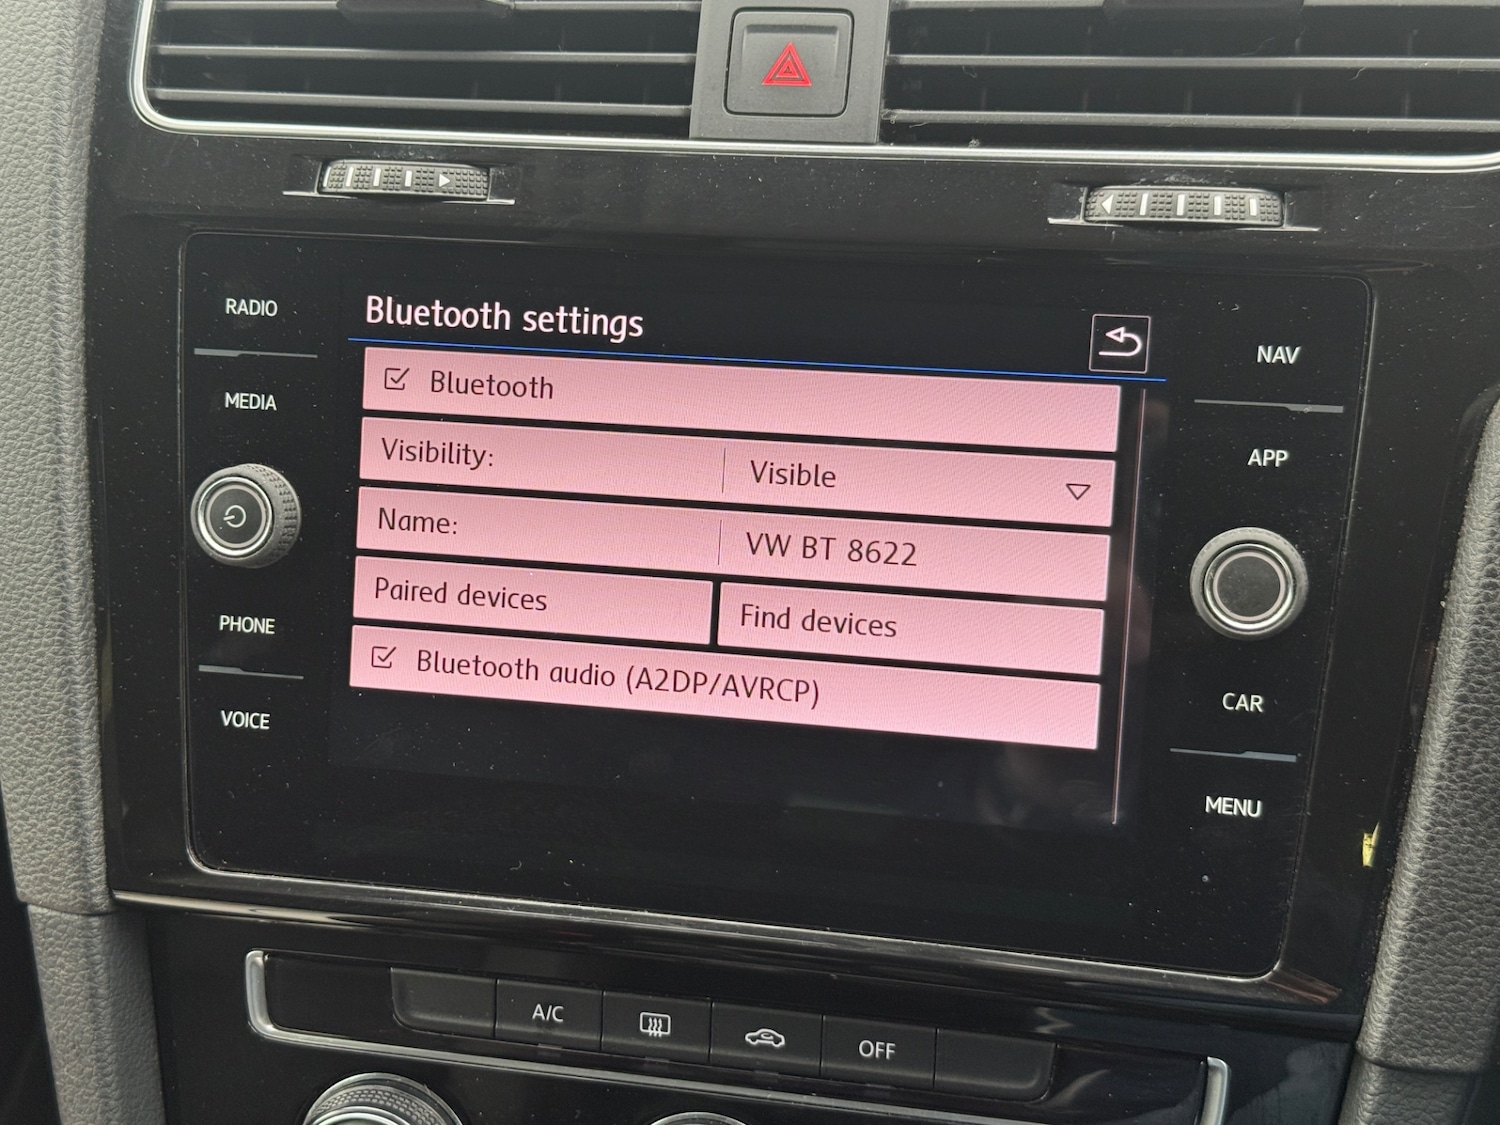 RADIO
MEDIA
PHONE
VOICE
Bluetooth settings
Bluetooth
Visibility: Visible
Name: VW BT 8622
Paired devices Find devices
Bluetooth audio (A2DP/AVRCP)
NAV
APP
CAR
MENU
A/C
OFF